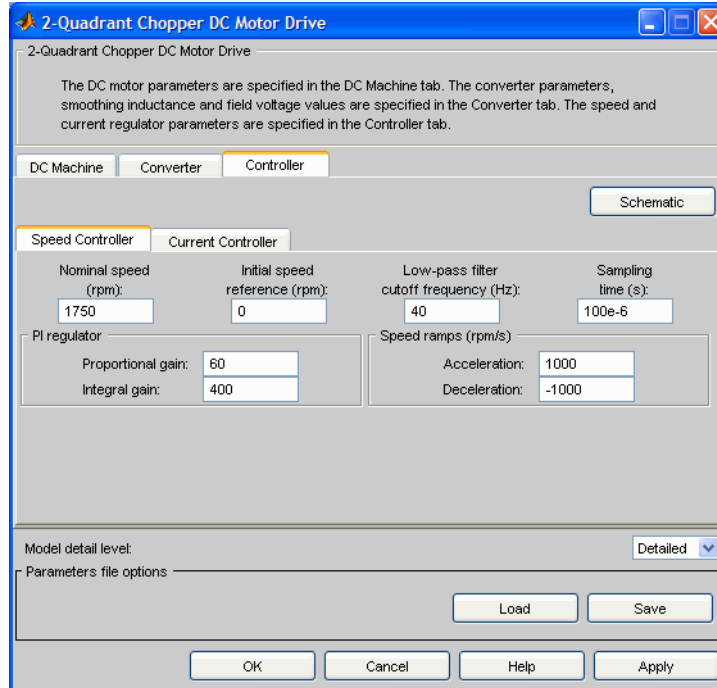 2-Quadrant Chopper DC Motor Drive
2-Quadrant Chopper DC Motor Drive
The DC motor parameters are specified in the DC Machine tab. The converter parameters,
smoothing inductance and field voltage values are specified in the Converter tab. The speed and
current regulator parameters are specified in the Controller tab.
DC Machine Converter Controller
Schematic
Speed Controller Current Controller
Nominal speed
(rpm):
1750
Initial speed
reference (rpm):
0
Low-pass filter
cutoff frequency (Hz):
40
Sampling
time (s):
100e-6
PI regulator
Proportional gain: 60
Integral gain: 400
Speed ramps (rpm/s)
Acceleration: 1000
Deceleration: -1000
Model detail level: Detailed
Parameters file options
Load Save
OK Cancel Help Apply